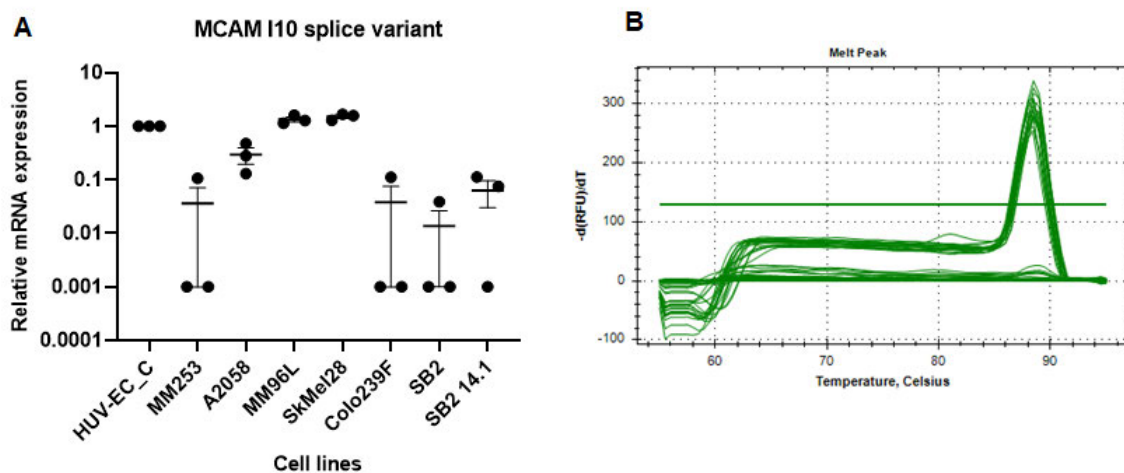 A
MCAM I10 splice variant
Relative mRNA expression
10
1
0.1
0.01
0.001
0.0001
HUV-EC_C
MM253
A2058
MM96L
SkMel28
Colo239F
SB2
SB2 14.1
Cell lines
B
Melt Peak
-d(RFU)/dT
300
200
100
0
-100
60
70
80
90
Temperature, Celsius